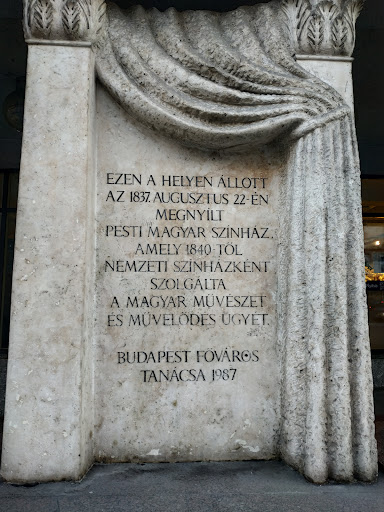 EZEN A HELYEN ÁLLOTT
AZ 1837. AUGUSZTUS 22-ÉN
MEGNYÍLT
PESTI MAGYAR SZÍNHÁZ,
AMELY 1840-TŐL
NEMZETI SZÍNHÁZKÉNT
SZOLGÁLTA
A MAGYAR MŰVÉSZET
ÉS MŰVELŐDÉS ÜGYÉT.
BUDAPEST FŐVÁROS
TANÁCSA 1987